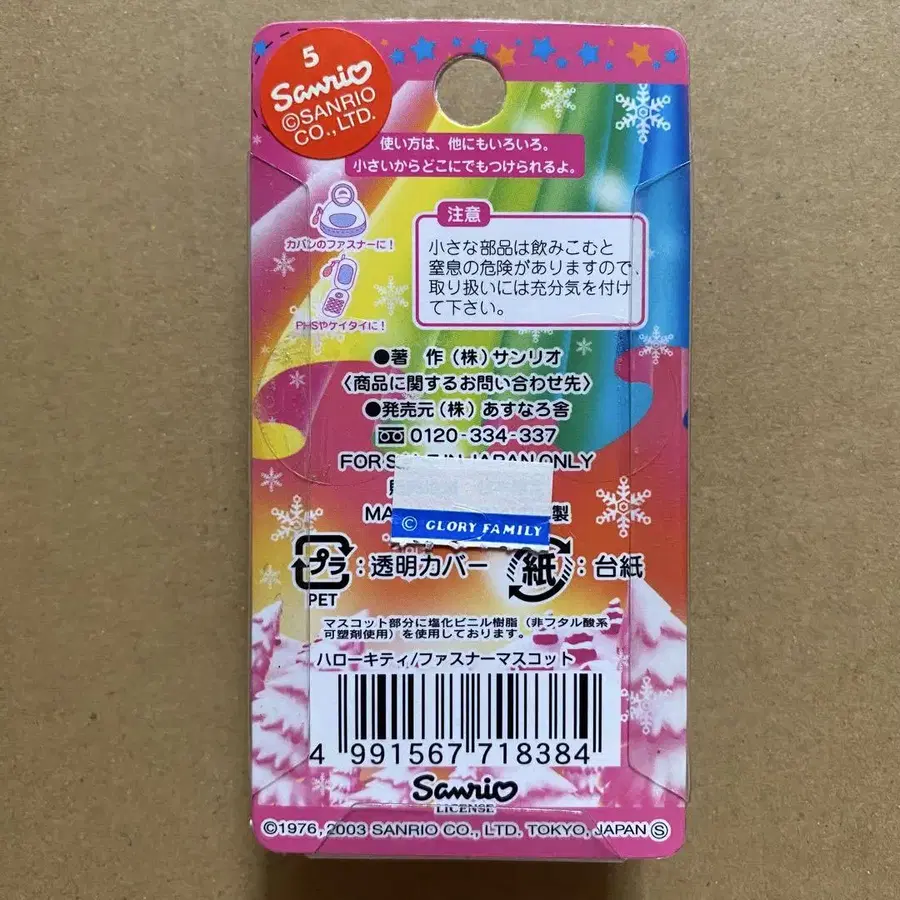 5
Sanrio
©SANRIO
CO., LTD.
使い方は、他にもいろいろ。
小さいからどこにでもつけられるよ。
カバンのファスナーに!
PHSやケイタイに!
注意
小さな部品は飲みこむと
窒息の危険がありますので、
取り扱いには充分気を付け
て下さい。
●著 作(株)サンリオ
〈商品に関するお問い合わせ先〉
●発売元(株)あすなろ舎
0120-334-337
FOR SALE IN JAPAN ONLY
MA 製
© GLORY FAMILY
プラ:透明カバー
PET
紙:台紙
マスコット部分に塩化ビニル樹脂(非フタル酸系
可塑剤使用)を使用しております。
ハローキティ/ファスナーマスコット
4 991567 718384
Sanrio
LICENSE
©1976, 2003 SANRIO CO., LTD. TOKYO, JAPAN Ⓢ